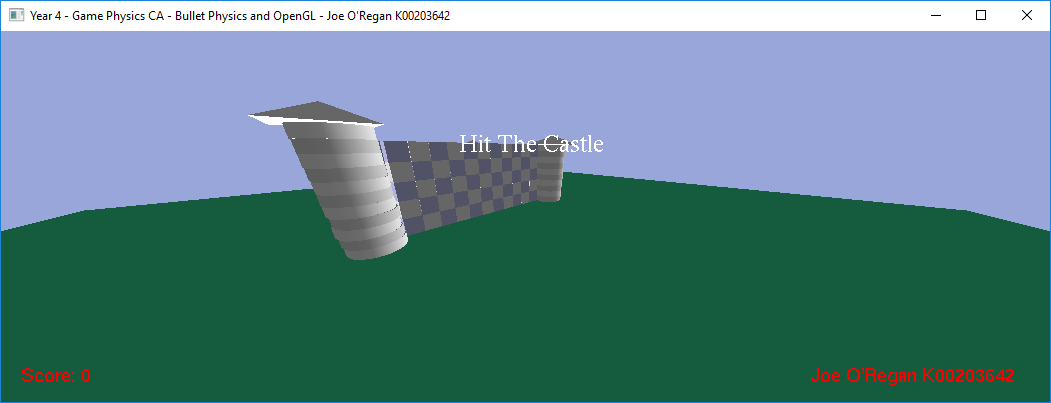 Year 4 - Game Physics CA - Bullet Physics and OpenGL - Joe O'Regan K00203642
Hit The Castle
Score: 0
Joe O'Regan K00203642